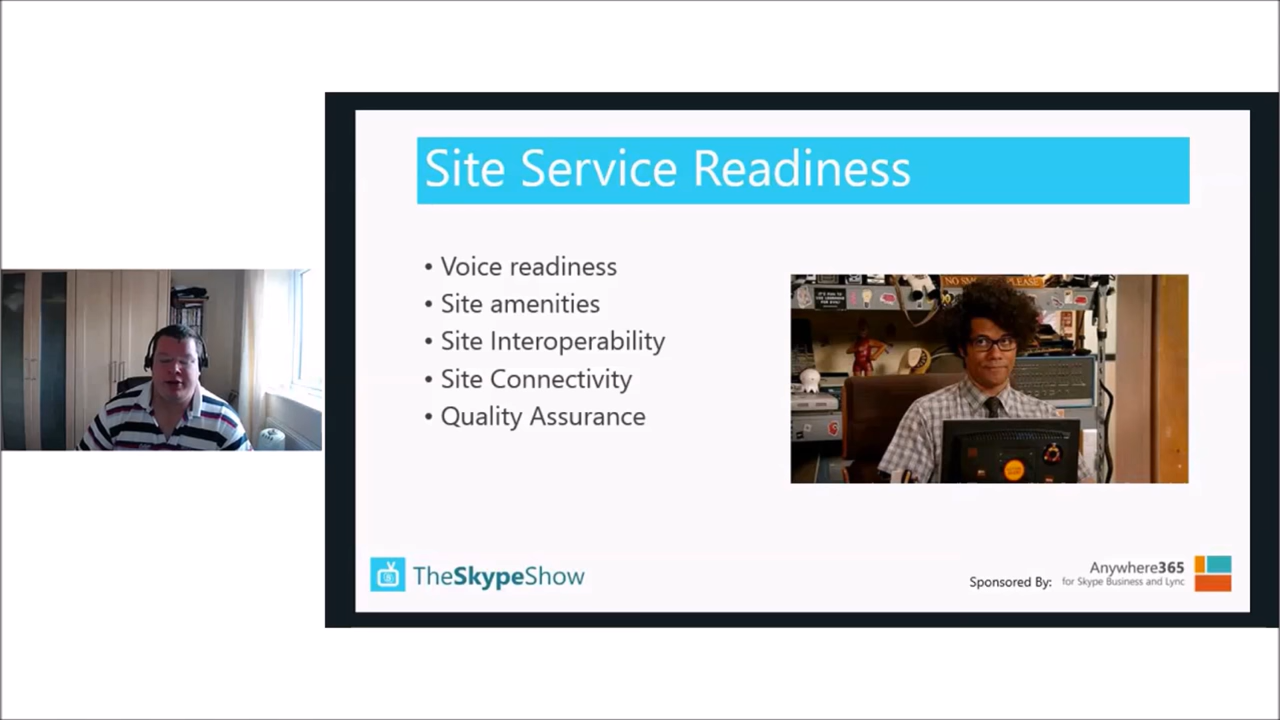 Site Service Readiness
• Voice readiness
• Site amenities
• Site Interoperability
• Site Connectivity
• Quality Assurance
TheSkypeShow
Sponsored By:
Anywhere365
for Skype Business and Lync